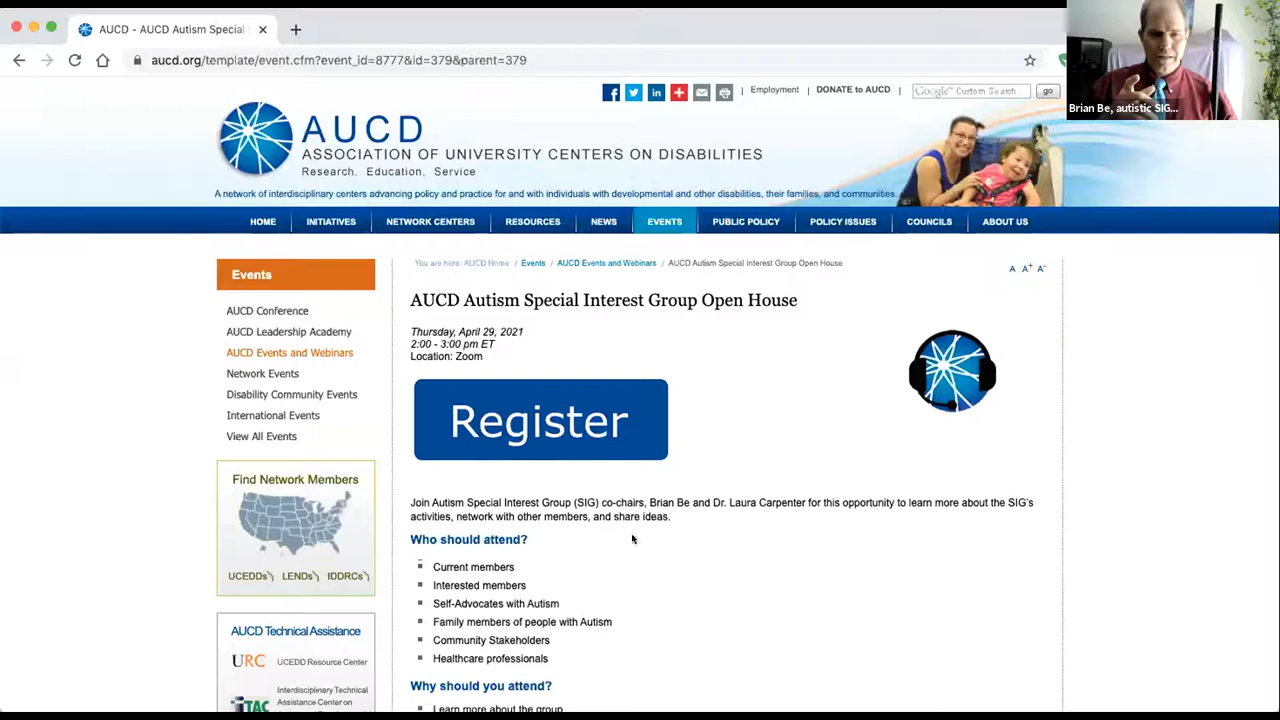 AUCD - AUCD Autism Special
aucd.org/template/event.cfm?event_id=8777&id=379&parent=379
Brian Be, autistic SIG...
Employment | DONATE to AUCD |
Google Custom Search
go
AUCD
ASSOCIATION OF UNIVERSITY CENTERS ON DISABILITIES
Research, Education, Service
A network of interdisciplinary centers advancing policy and practice for and with individuals with developmental and other disabilities, their families, and communities.
HOME INITIATIVES NETWORK CENTERS RESOURCES NEWS EVENTS PUBLIC POLICY POLICY ISSUES COUNCILS ABOUT US
Events
AUCD Conference
AUCD Leadership Academy
AUCD Events and Webinars
Network Events
Disability Community Events
International Events
View All Events
Find Network Members
UCEDDs LENDs IDDRCs
AUCD Technical Assistance
URC UCEDD Resource Center
ITAC
Interdisciplinary Technical
Assistance Center on
You are here: AUCD Home / Events / AUCD Events and Webinars / AUCD Autism Special Interest Group Open House
A A+ A-
AUCD Autism Special Interest Group Open House
Thursday, April 29, 2021
2:00 - 3:00 pm ET
Location: Zoom
Register
Join Autism Special Interest Group (SIG) co-chairs, Brian Be and Dr. Laura Carpenter for this opportunity to learn more about the SIG's
activities, network with other members, and share ideas.
Who should attend?
Current members
Interested members
Self-Advocates with Autism
Family members of people with Autism
Community Stakeholders
Healthcare professionals
Why should you attend?
Learn more about the group